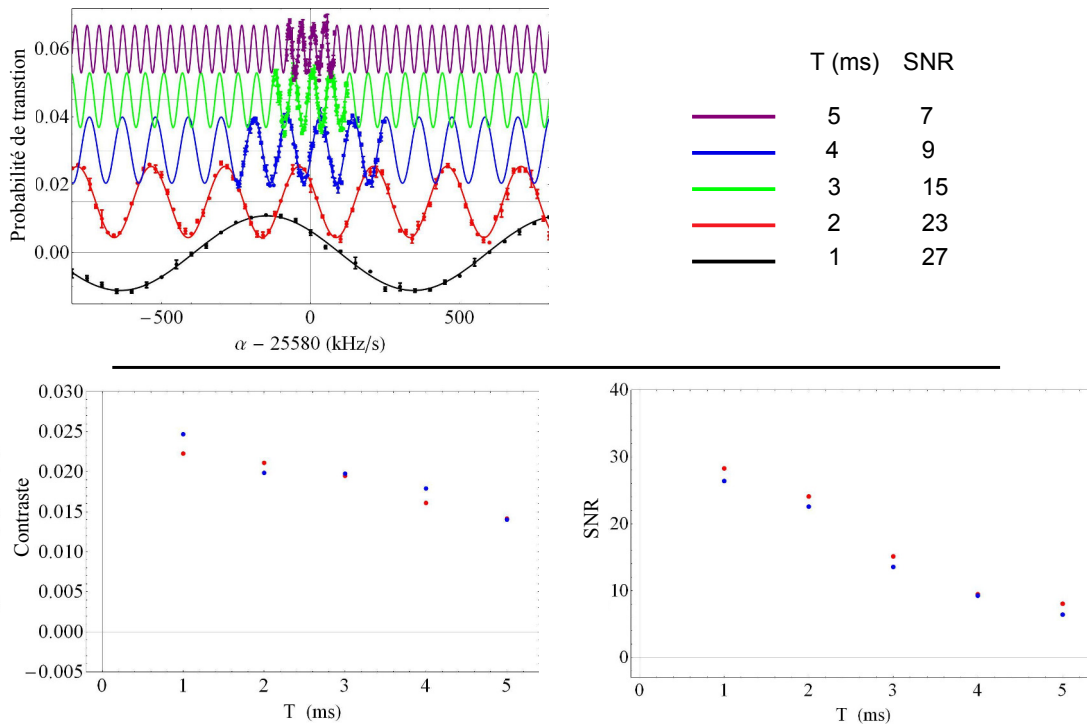 Probabilité de transtion
0.06
0.04
0.02
0.00
−500 0 500
α − 25580 (kHz/s)
T (ms) SNR
5 7
4 9
3 15
2 23
1 27
Contraste
0.030
0.025
0.020
0.015
0.010
0.005
0.000
−0.005
0 1 2 3 4 5
T (ms)
SNR
40
30
20
10
0
0 1 2 3 4 5
T (ms)